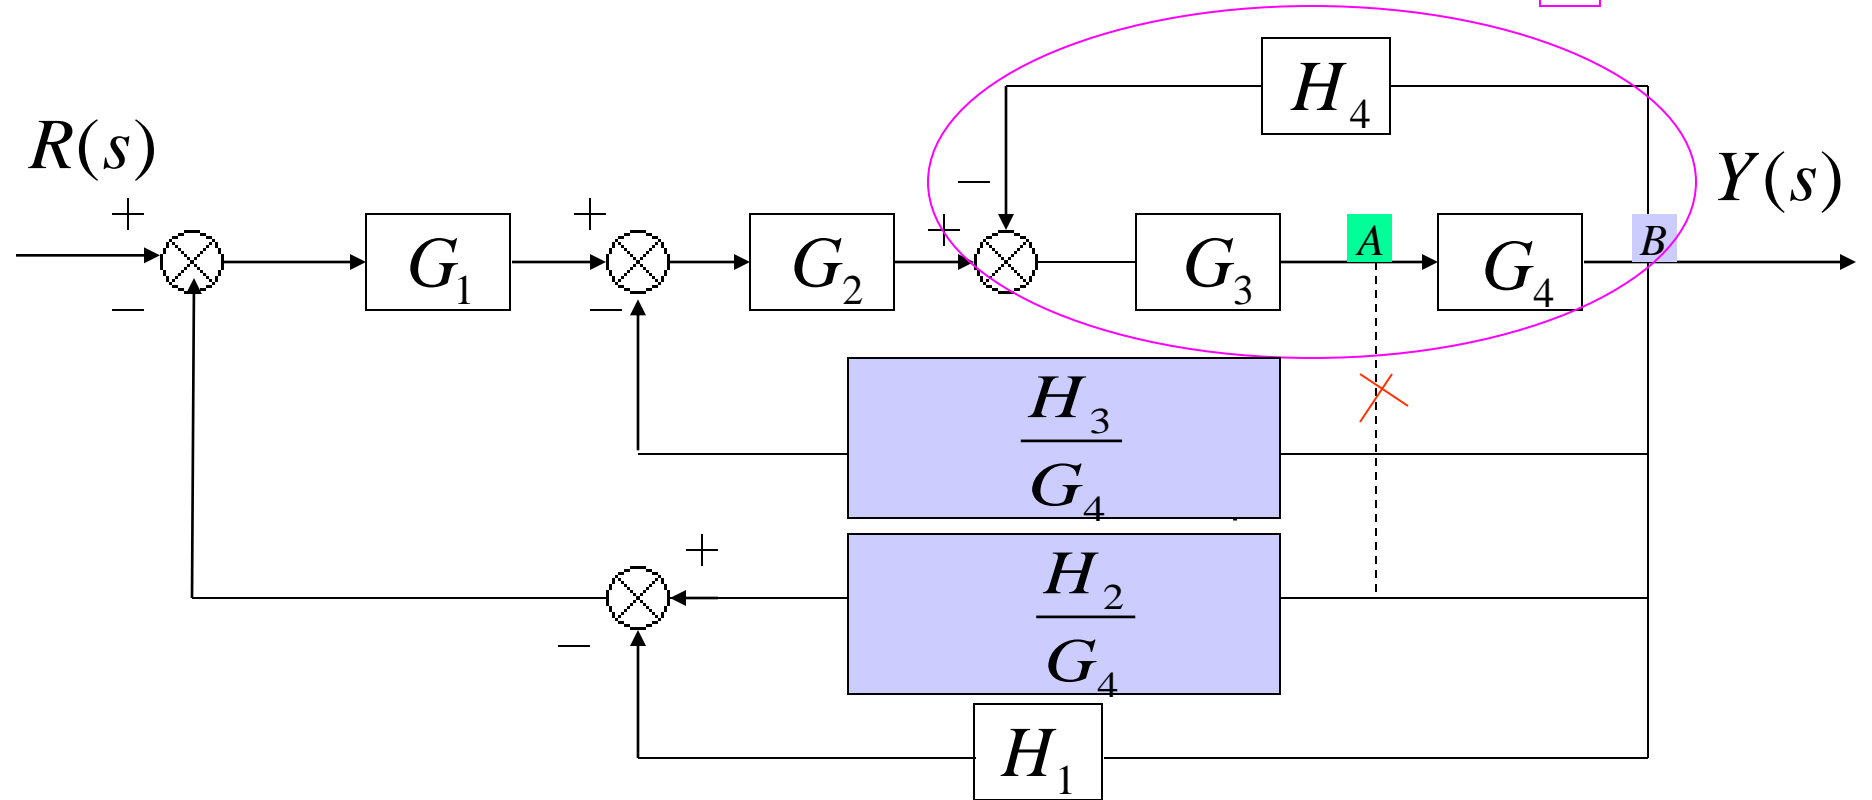 H₄
R(s)
Y(s)
−
+
+
+
A
B
G₁
G₂
G₃
G₄
−
−
H₃
G₄
+
H₂
G₄
−
H₁